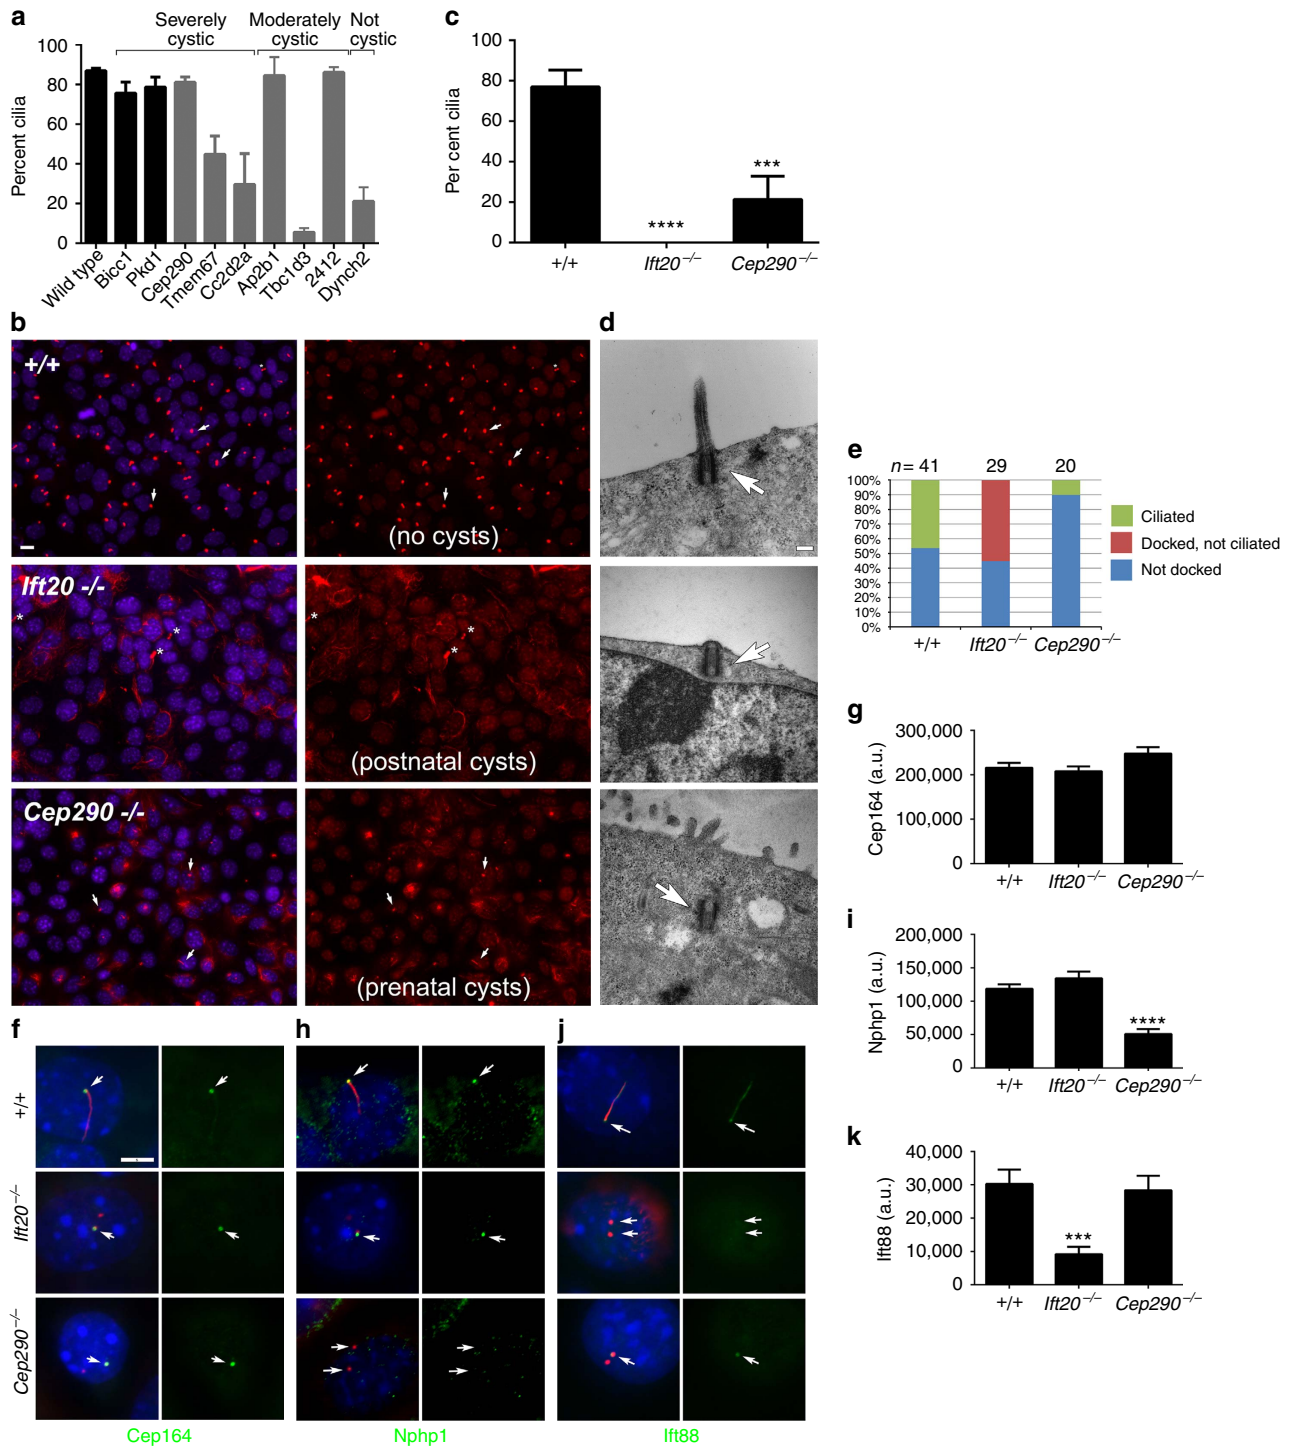 a
Severely cystic
Moderately cystic
Not cystic
Percent cilia
100
80
60
40
20
0
Wild type
Bicc1
Pkd1
Cep290
Tmem67
Cc2d2a
Ap2b1
Tbc1d3
2412
Dynch2
c
Per cent cilia
100
80
60
40
20
0
****
***
+/+
Ift20 −/−
Cep290 −/−
b
+/+
*
*
(no cysts)
Ift20 -/-
*
*
*
*
*
*
(postnatal cysts)
Cep290 -/-
(prenatal cysts)
d
e
n= 41
29
20
100%
90%
80%
70%
60%
50%
40%
30%
20%
10%
0%
+/+
Ift20 −/−
Cep290 −/−
Ciliated
Docked, not ciliated
Not docked
g
Cep164 (a.u.)
300,000
200,000
100,000
0
+/+
Ift20 −/−
Cep290 −/−
i
Nphp1 (a.u.)
200,000
150,000
100,000
50,000
0
****
+/+
Ift20 −/−
Cep290 −/−
k
Ift88 (a.u.)
40,000
30,000
20,000
10,000
0
***
+/+
Ift20 −/−
Cep290 −/−
f
h
j
+/+
Ift20 −/−
Cep290 −/−
Cep164
Nphp1
Ift88